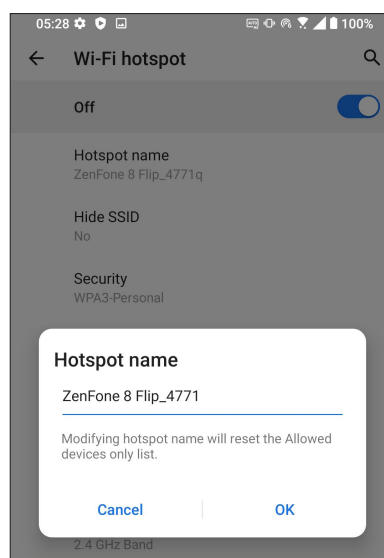 05:28 100%
Wi-Fi hotspot
Off
Hotspot name
ZenFone 8 Flip_4771q
Hide SSID
No
Security
WPA3-Personal
Hotspot name
ZenFone 8 Flip_4771
Modifying hotspot name will reset the Allowed
devices only list.
Cancel OK
2.4 GHz Band